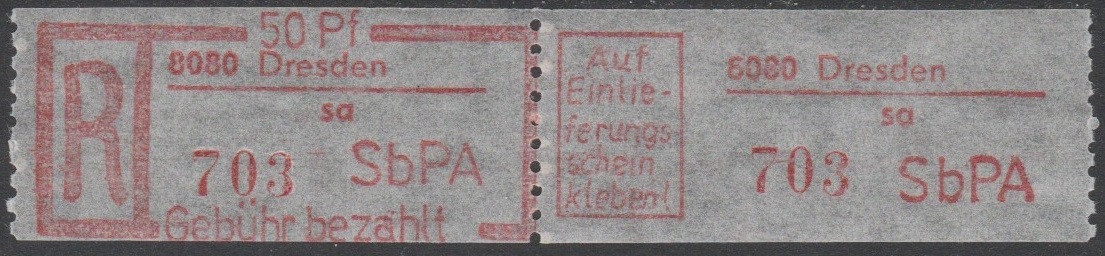 50 Pf
R
8080 Dresden
sa
703 SbPA
Gebühr bezahlt
Auf
Einlie-
ferungs
schein
kleben!
8080 Dresden
sa
703 SbPA